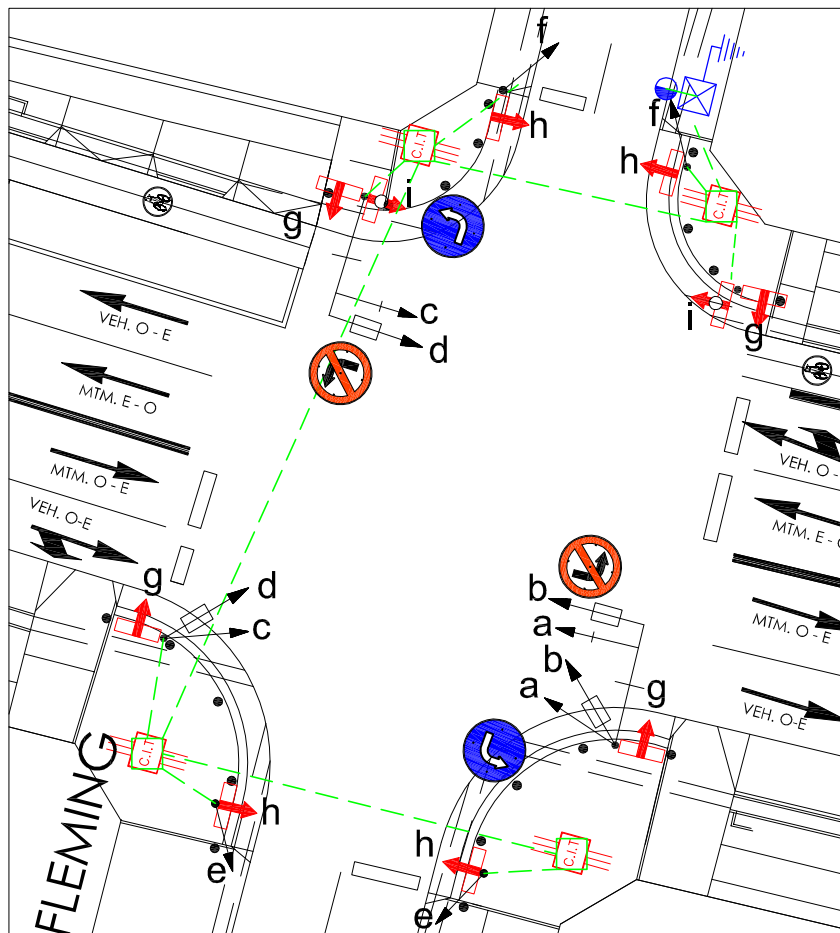 f
h
C.I.T
f
h
C.I.T
g
i
c
d
i
g
VEH. O - E
MTM. E - O
MTM. O - E
VEH. O-E
VEH. O
MTM. E - O
MTM. O - E
VEH. O-E
g
d
c
b
a
b
a
g
C.I.T
h
e
FLEMING
C.I.T
h
e